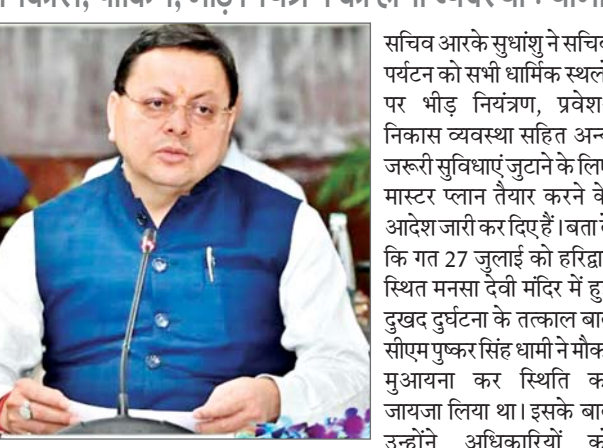 सचिव आरके सुधांशु ने सचिव
पर्यटन को सभी धार्मिक स्थलों
पर भीड़ नियंत्रण, प्रवेश
निकास व्यवस्था सहित अन्य
जरूरी सुविधाएं जुटाने के लिए
मास्टर प्लान तैयार करने के
आदेश जारी कर दिए हैं। बता दें
कि गत 27 जुलाई को हरिद्वार
स्थित मनसा देवी मंदिर में हुई
दुखद दुर्घटना के तत्काल बाद
सीएम पुष्कर सिंह धामी ने मौका
मुआयना कर स्थिति का
जायजा लिया था। इसके बाद
उन्होंने अधिकारियों को